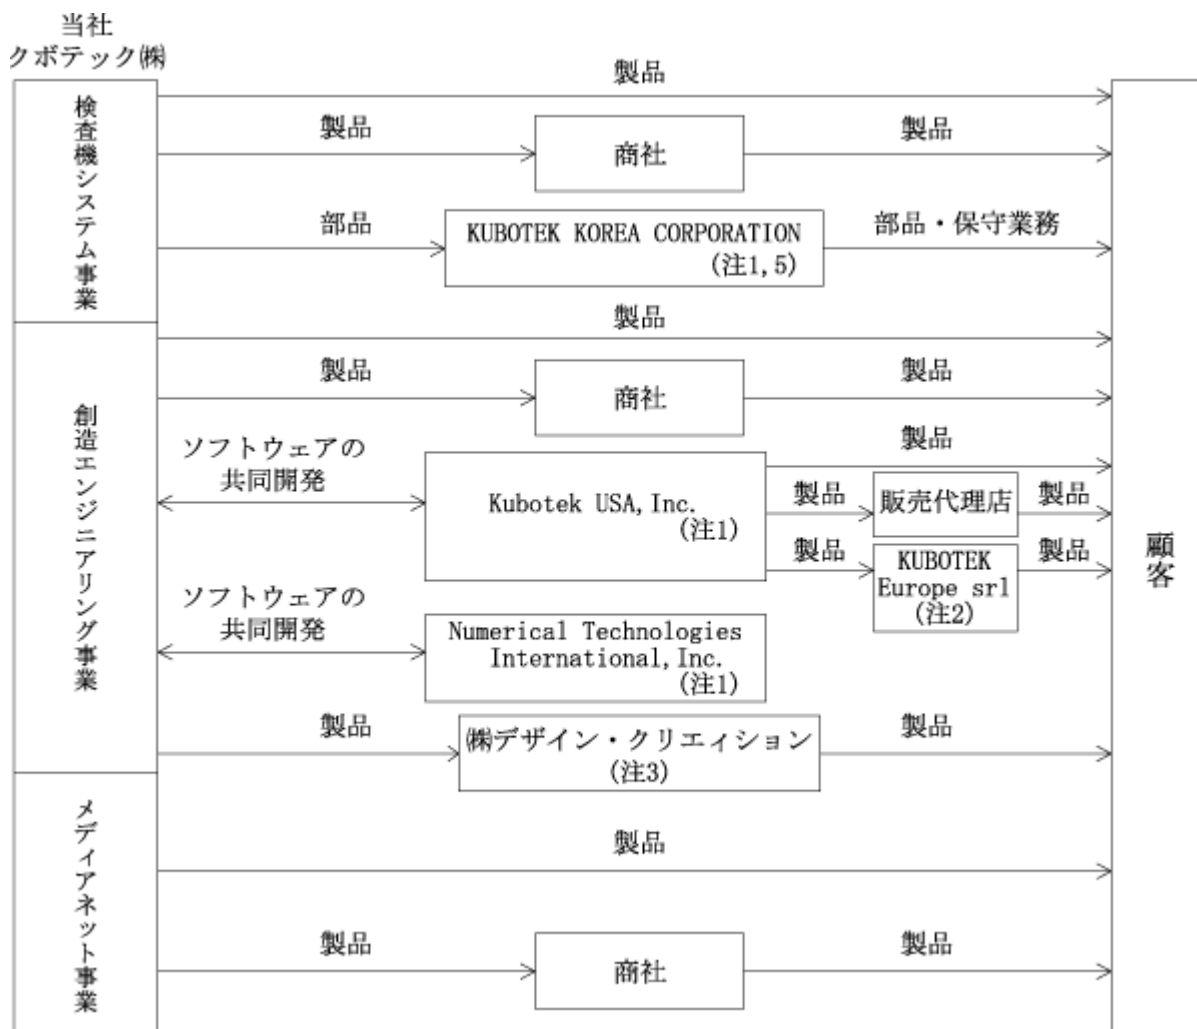 当社
クボテック㈱
検査機システム事業
製品
製品
商社
製品
部品
KUBOTEK KOREA CORPORATION
(注1,5)
部品・保守業務
創造エンジニアリング事業
製品
製品
商社
製品
ソフトウェアの
共同開発
Kubotek USA,Inc.
(注1)
製品
製品
販売代理店
製品
製品
KUBOTEK
Europe srl
(注2)
製品
ソフトウェアの
共同開発
Numerical Technologies
International,Inc.
(注1)
製品
㈱デザイン・クリエィション
(注3)
製品
メディアネット事業
製品
製品
商社
製品
顧客